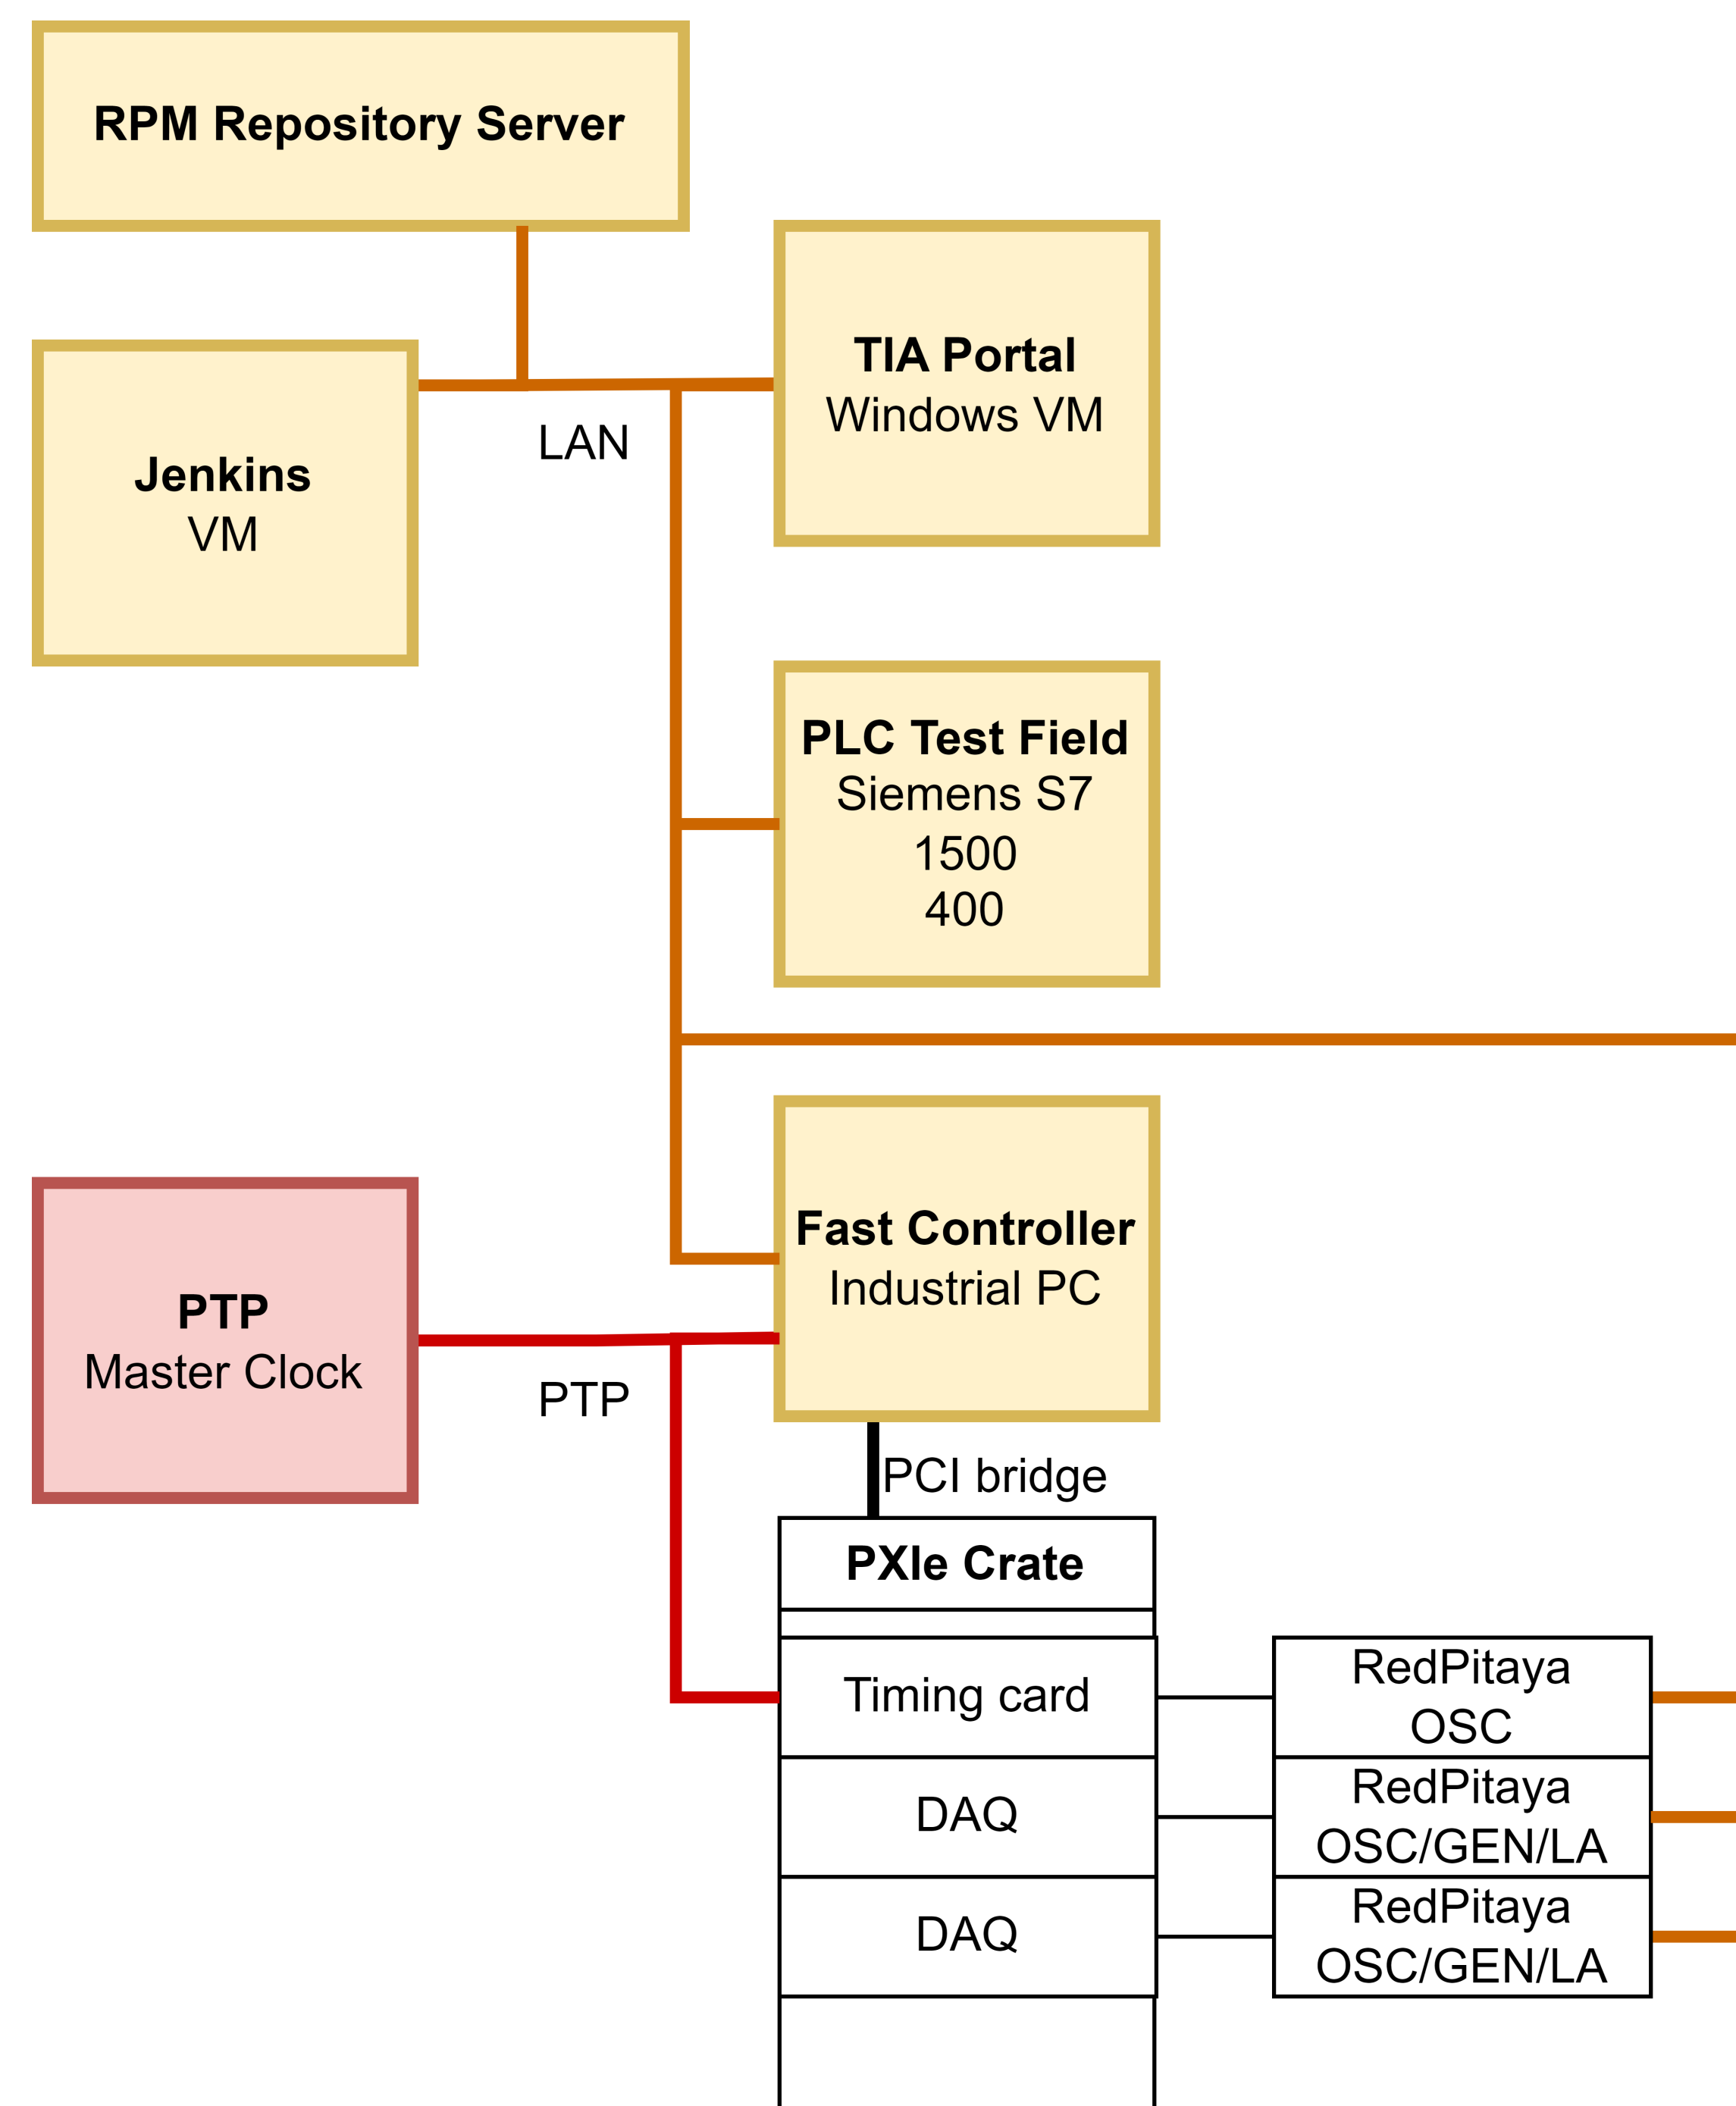 RPM Repository Server
TIA Portal
Windows VM
LAN
Jenkins
VM
PLC Test Field
Siemens S7
1500
400
Fast Controller
Industrial PC
PTP
Master Clock
PTP
PCI bridge
PXIe Crate
Timing card
RedPitaya
OSC
DAQ
RedPitaya
OSC/GEN/LA
DAQ
RedPitaya
OSC/GEN/LA